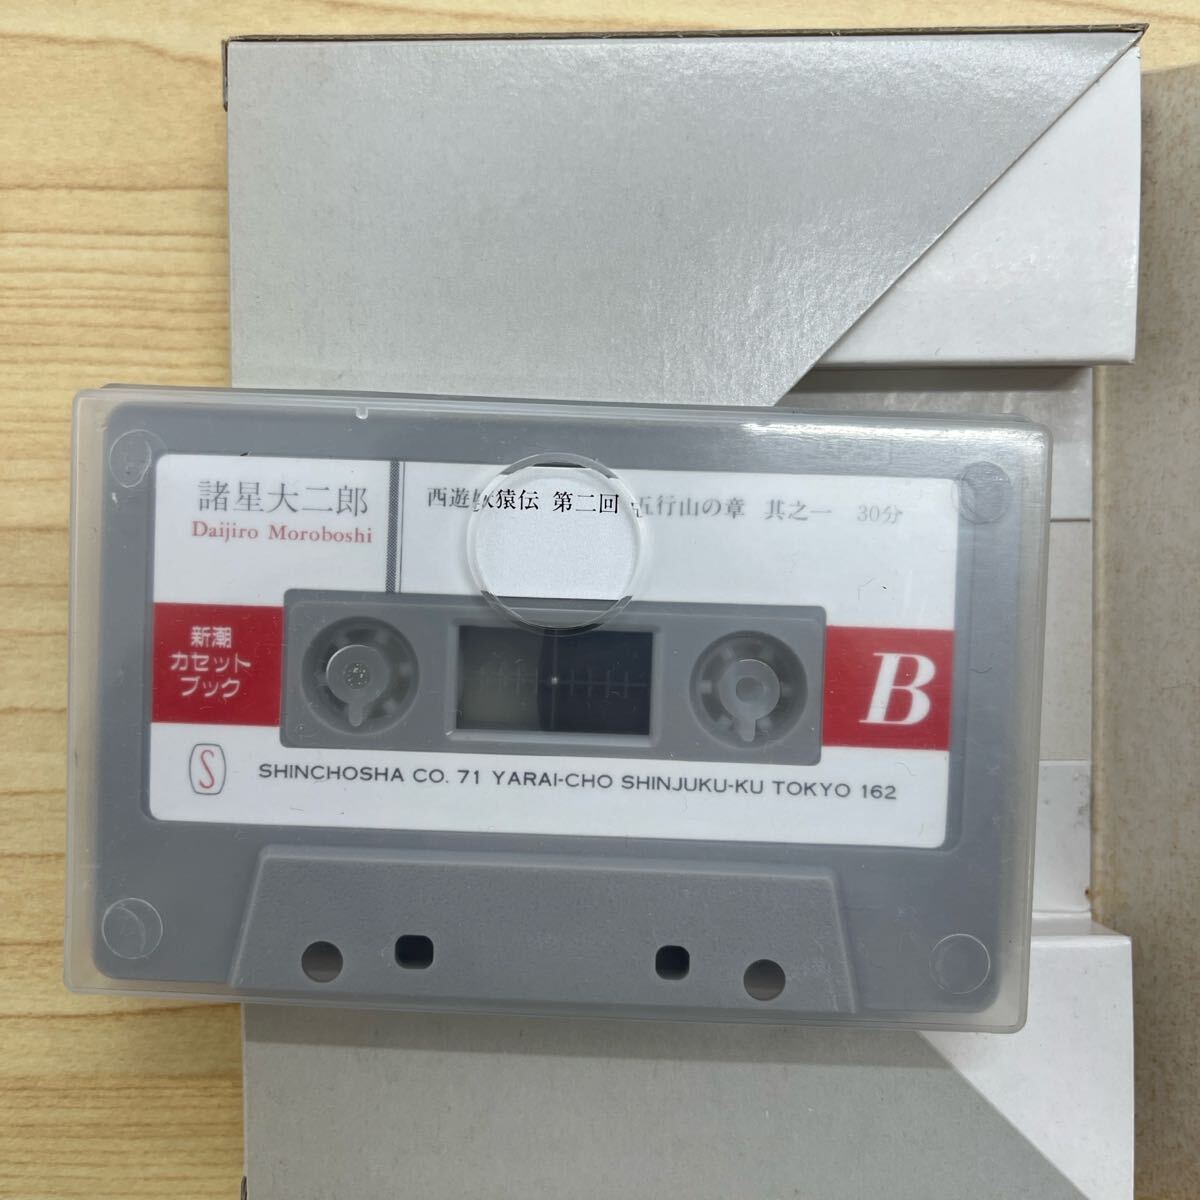 諸星大二郎
Daijiro Moroboshi
西遊妖猿伝 第二回 五行山の章 其之一 30分
新潮
カセット
ブック
B
S
SHINCHOSHA CO. 71 YARAI-CHO SHINJUKU-KU TOKYO 162